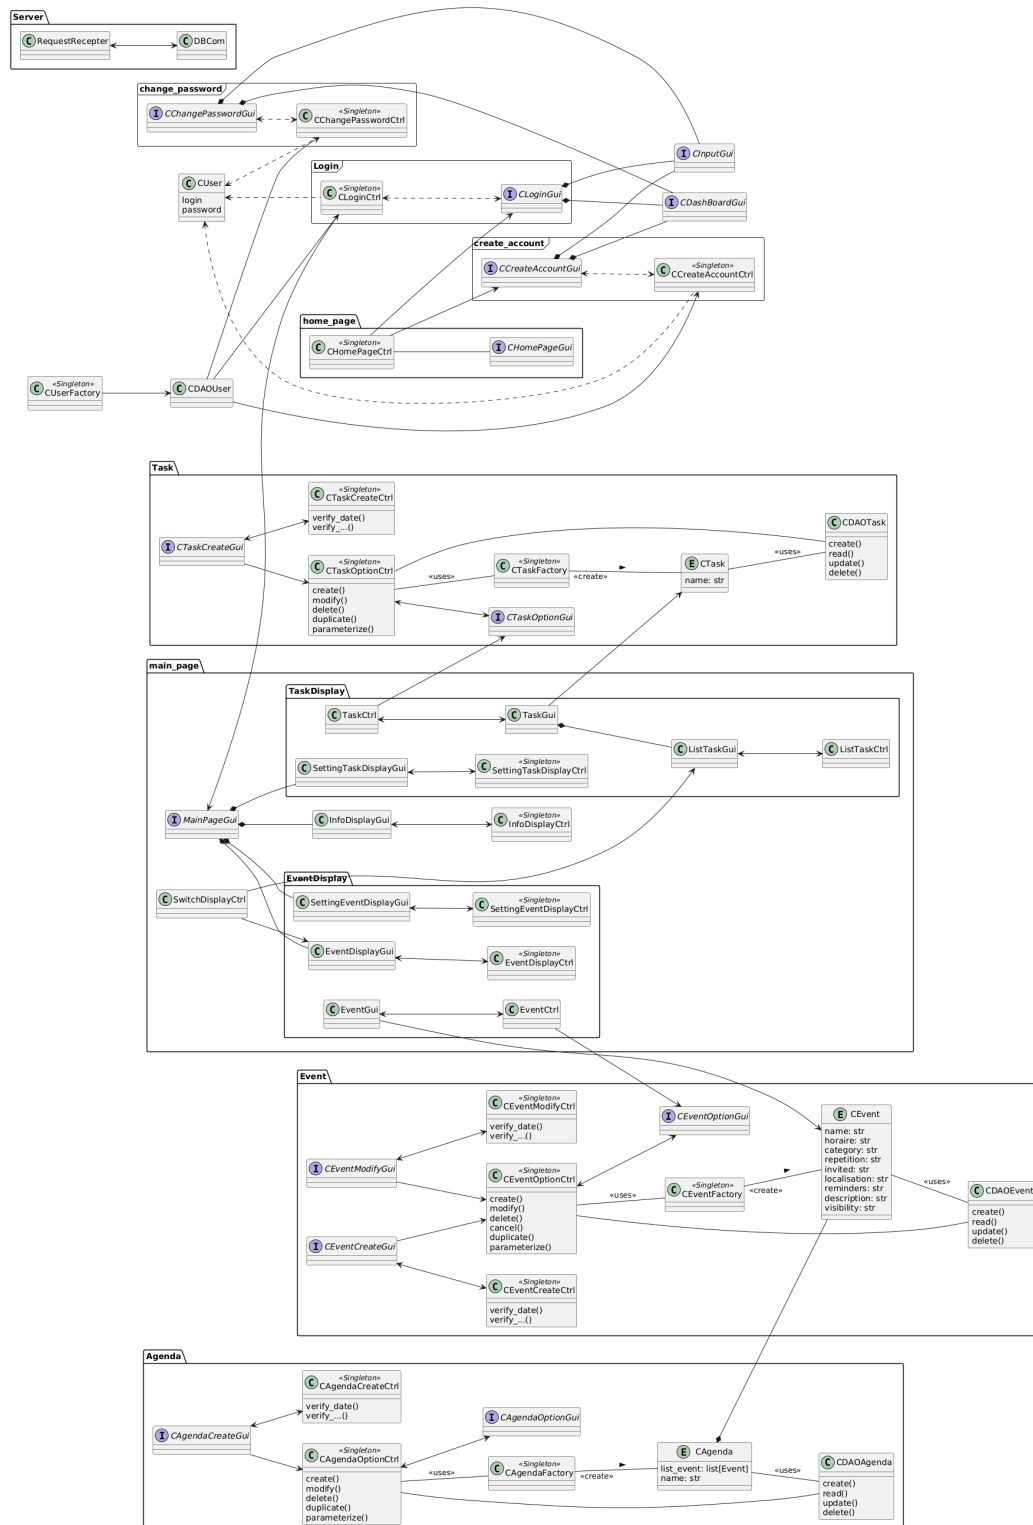 Server
C RequestRecepter
C DBCom
change_password
I CChangePasswordGui
«Singleton»
C CChangePasswordCtrl
I CInputGui
C CUser
login
password
Login
«Singleton»
C CLoginCtrl
I CLoginGui
I CDashBoardGui
create_account
I CCreateAccountGui
«Singleton»
C CCreateAccountCtrl
home_page
«Singleton»
C CHomePageCtrl
I CHomePageGui
«Singleton»
C CUserFactory
C CDAOUser
Task
«Singleton»
C CTaskCreateCtrl
verify_date()
verify_...()
I CTaskCreateGui
«Singleton»
C CTaskOptionCtrl
create()
modify()
delete()
duplicate()
parameterize()
«uses»
«Singleton»
C CTaskFactory
«create»
E CTask
name: str
«uses»
C CDAOTask
create()
read()
update()
delete()
I CTaskOptionGui
main_page
TaskDisplay
C TaskCtrl
C TaskGui
C ListTaskGui
C ListTaskCtrl
C SettingTaskDisplayGui
«Singleton»
C SettingTaskDisplayCtrl
I MainPageGui
C InfoDisplayGui
«Singleton»
C InfoDisplayCtrl
C SwitchDisplayCtrl
EventDisplay
C SettingEventDisplayGui
«Singleton»
C SettingEventDisplayCtrl
C EventDisplayGui
«Singleton»
C EventDisplayCtrl
C EventGui
C EventCtrl
Event
«Singleton»
C CEventModifyCtrl
verify_date()
verify_...()
I CEventModifyGui
I CEventOptionGui
«Singleton»
C CEventOptionCtrl
create()
modify()
delete()
cancel()
duplicate()
parameterize()
«uses»
«Singleton»
C CEventFactory
«create»
E CEvent
name: str
horaire: str
category: str
repetition: str
invited: str
localisation: str
reminders: str
description: str
visibility: str
«uses»
C CDAOEvent
create()
read()
update()
delete()
I CEventCreateGui
«Singleton»
C CEventCreateCtrl
verify_date()
verify_...()
Agenda
«Singleton»
C CAgendaCreateCtrl
verify_date()
verify_...()
I CAgendaCreateGui
I CAgendaOptionGui
«Singleton»
C CAgendaOptionCtrl
create()
modify()
delete()
duplicate()
parameterize()
«uses»
«Singleton»
C CAgendaFactory
«create»
E CAgenda
list_event: list[Event]
name: str
«uses»
C CDAOAgenda
create()
read()
update()
delete()